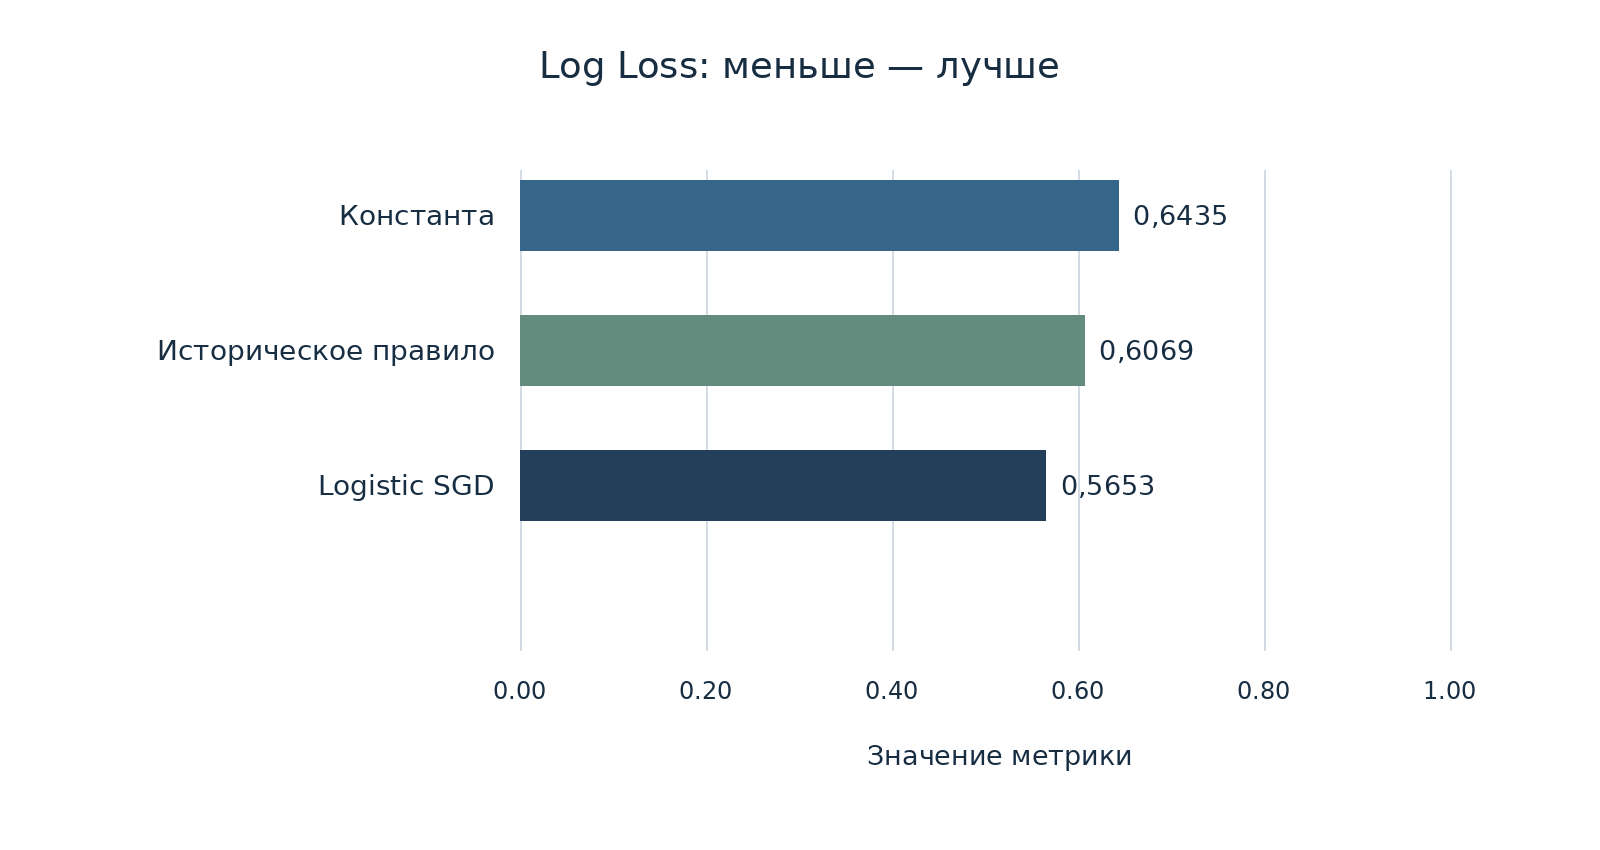 Log Loss: меньше — лучше
Константа 0,6435
Историческое правило 0,6069
Logistic SGD 0,5653
0.00 0.20 0.40 0.60 0.80 1.00
Значение метрики